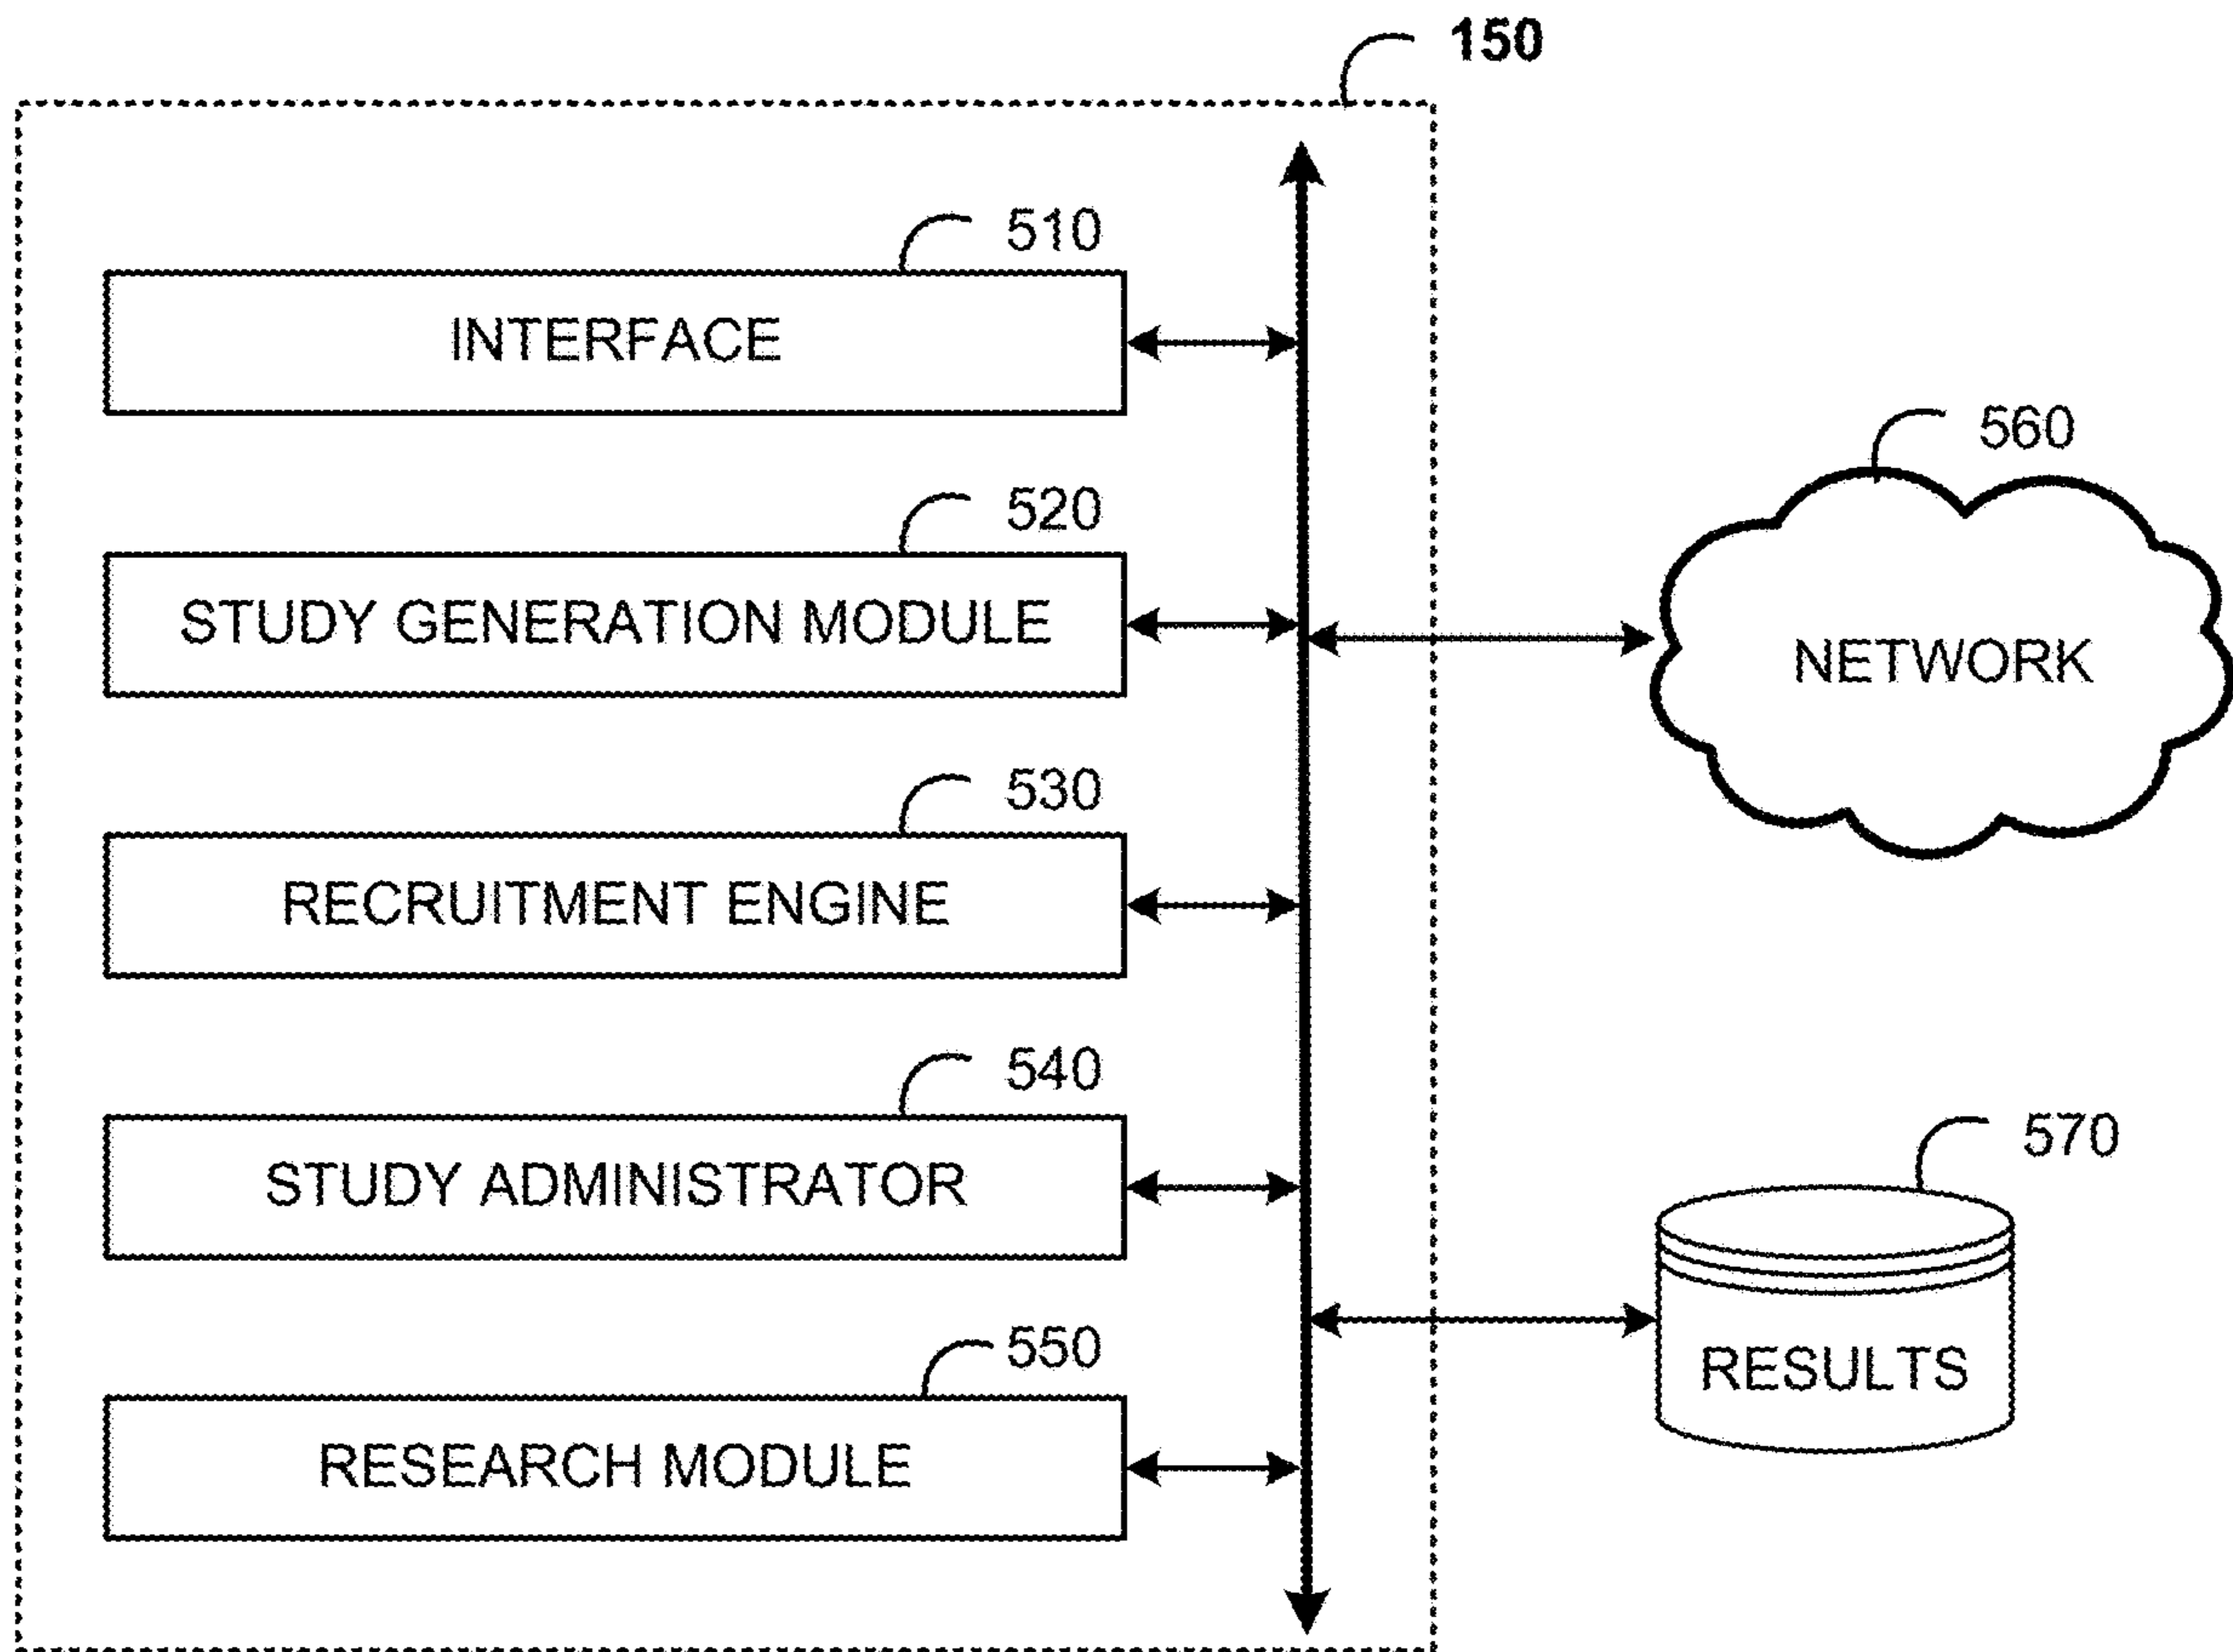 150
510
INTERFACE
560
520
STUDY GENERATION MODULE
NETWORK
530
RECRUITMENT ENGINE
540
STUDY ADMINISTRATOR
570
550
RESULTS
RESEARCH MODULE